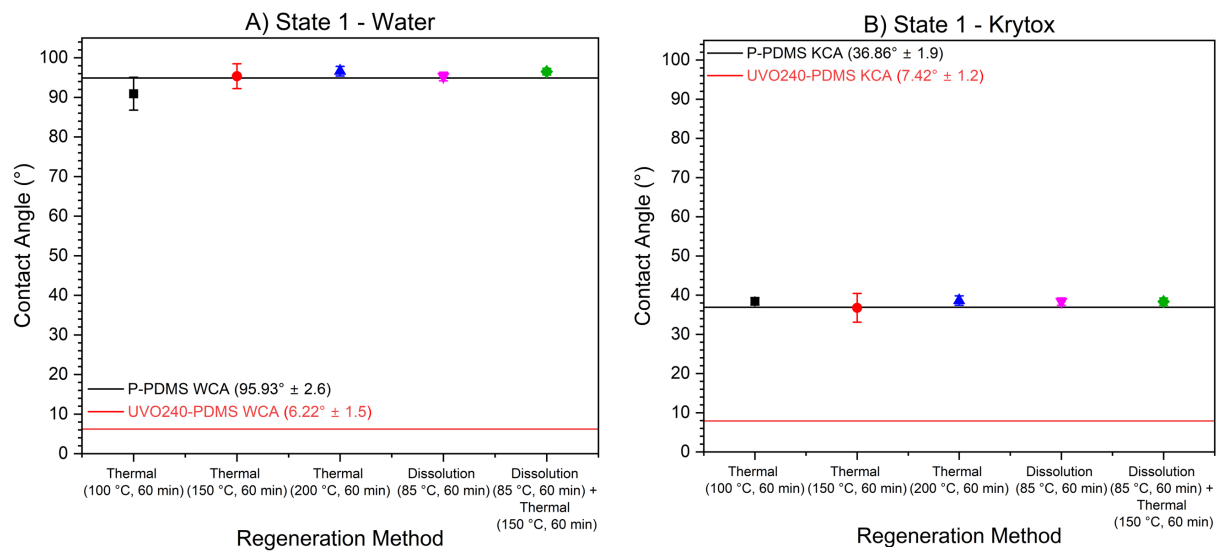 A) State 1 - Water
100
90
80
70
60
50
40
30
20
10
0
Contact Angle (°)
P-PDMS WCA (95.93° ± 2.6)
UVO240-PDMS WCA (6.22° ± 1.5)
Thermal
(100 °C, 60 min)
Thermal
(150 °C, 60 min)
Thermal
(200 °C, 60 min)
Dissolution
(85 °C, 60 min)
Dissolution
(85 °C, 60 min) +
Thermal
(150 °C, 60 min)
Regeneration Method
B) State 1 - Krytox
P-PDMS KCA (36.86° ± 1.9)
UVO240-PDMS KCA (7.42° ± 1.2)
100
90
80
70
60
50
40
30
20
10
0
Contact Angle (°)
Thermal
(100 °C, 60 min)
Thermal
(150 °C, 60 min)
Thermal
(200 °C, 60 min)
Dissolution
(85 °C, 60 min)
Dissolution
(85 °C, 60 min) +
Thermal
(150 °C, 60 min)
Regeneration Method